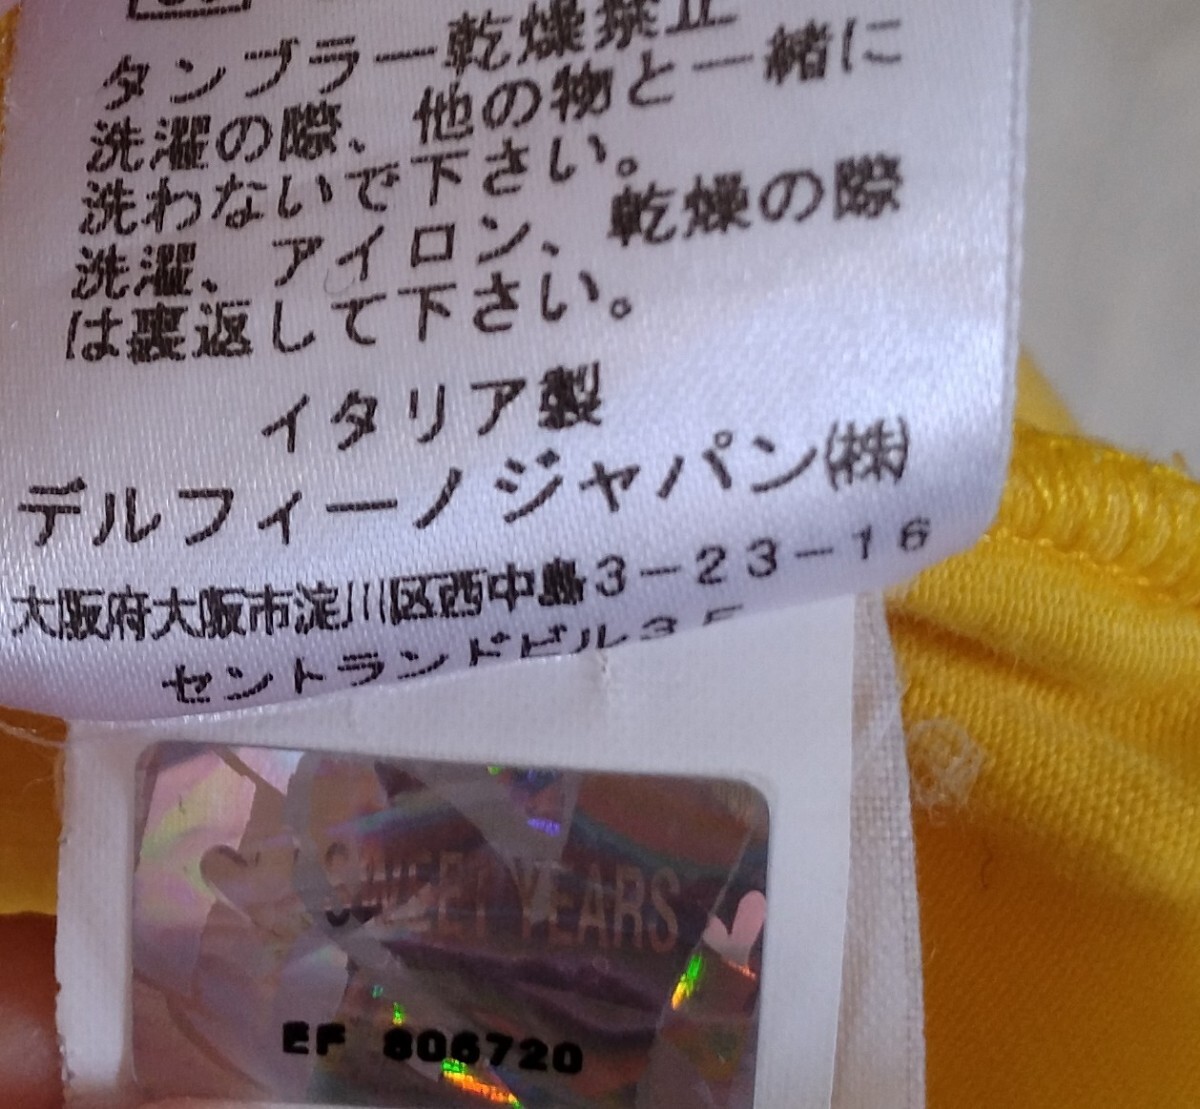 タンブラー乾燥禁止
洗濯の際、他の物と一緒に
洗わないで下さい。
洗濯、アイロン、乾燥の際
は裏返して下さい。
イタリア製
デルフィーノジャパン㈱
大阪府大阪市淀川区西中島3-23-16
セントランドビル3F
SWEET YEARS
EF 806720